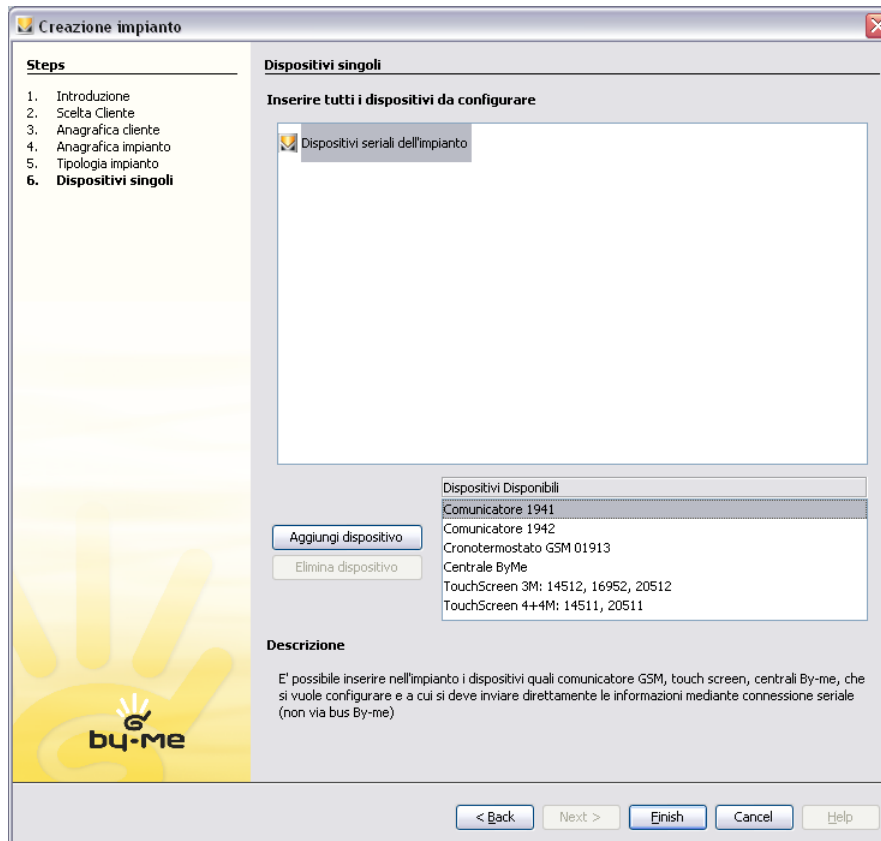 Creazione impianto
Steps
1. Introduzione
2. Scelta Cliente
3. Anagrafica cliente
4. Anagrafica impianto
5. Tipologia impianto
6. Dispositivi singoli
by-me
Dispositivi singoli
Inserire tutti i dispositivi da configurare
Dispositivi seriali dell'impianto
Aggiungi dispositivo
Elimina dispositivo
Dispositivi Disponibili
Comunicatore 1941
Comunicatore 1942
Cronotermostato GSM 01913
Centrale ByMe
TouchScreen 3M: 14512, 16952, 20512
TouchScreen 4+4M: 14511, 20511
Descrizione
E' possibile inserire nell'impianto i dispositivi quali comunicatore GSM, touch screen, centrali By-me, che
si vuole configurare e a cui si deve inviare direttamente le informazioni mediante connessione seriale
(non via bus By-me)
< Back
Next >
Finish
Cancel
Help